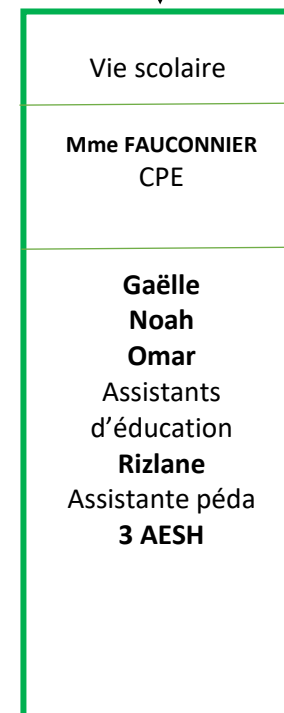 Vie scolaire
Mme FAUCONNIER
CPE
Gaëlle
Noah
Omar
Assistants
d’éducation
Rizlane
Assistante péda
3 AESH